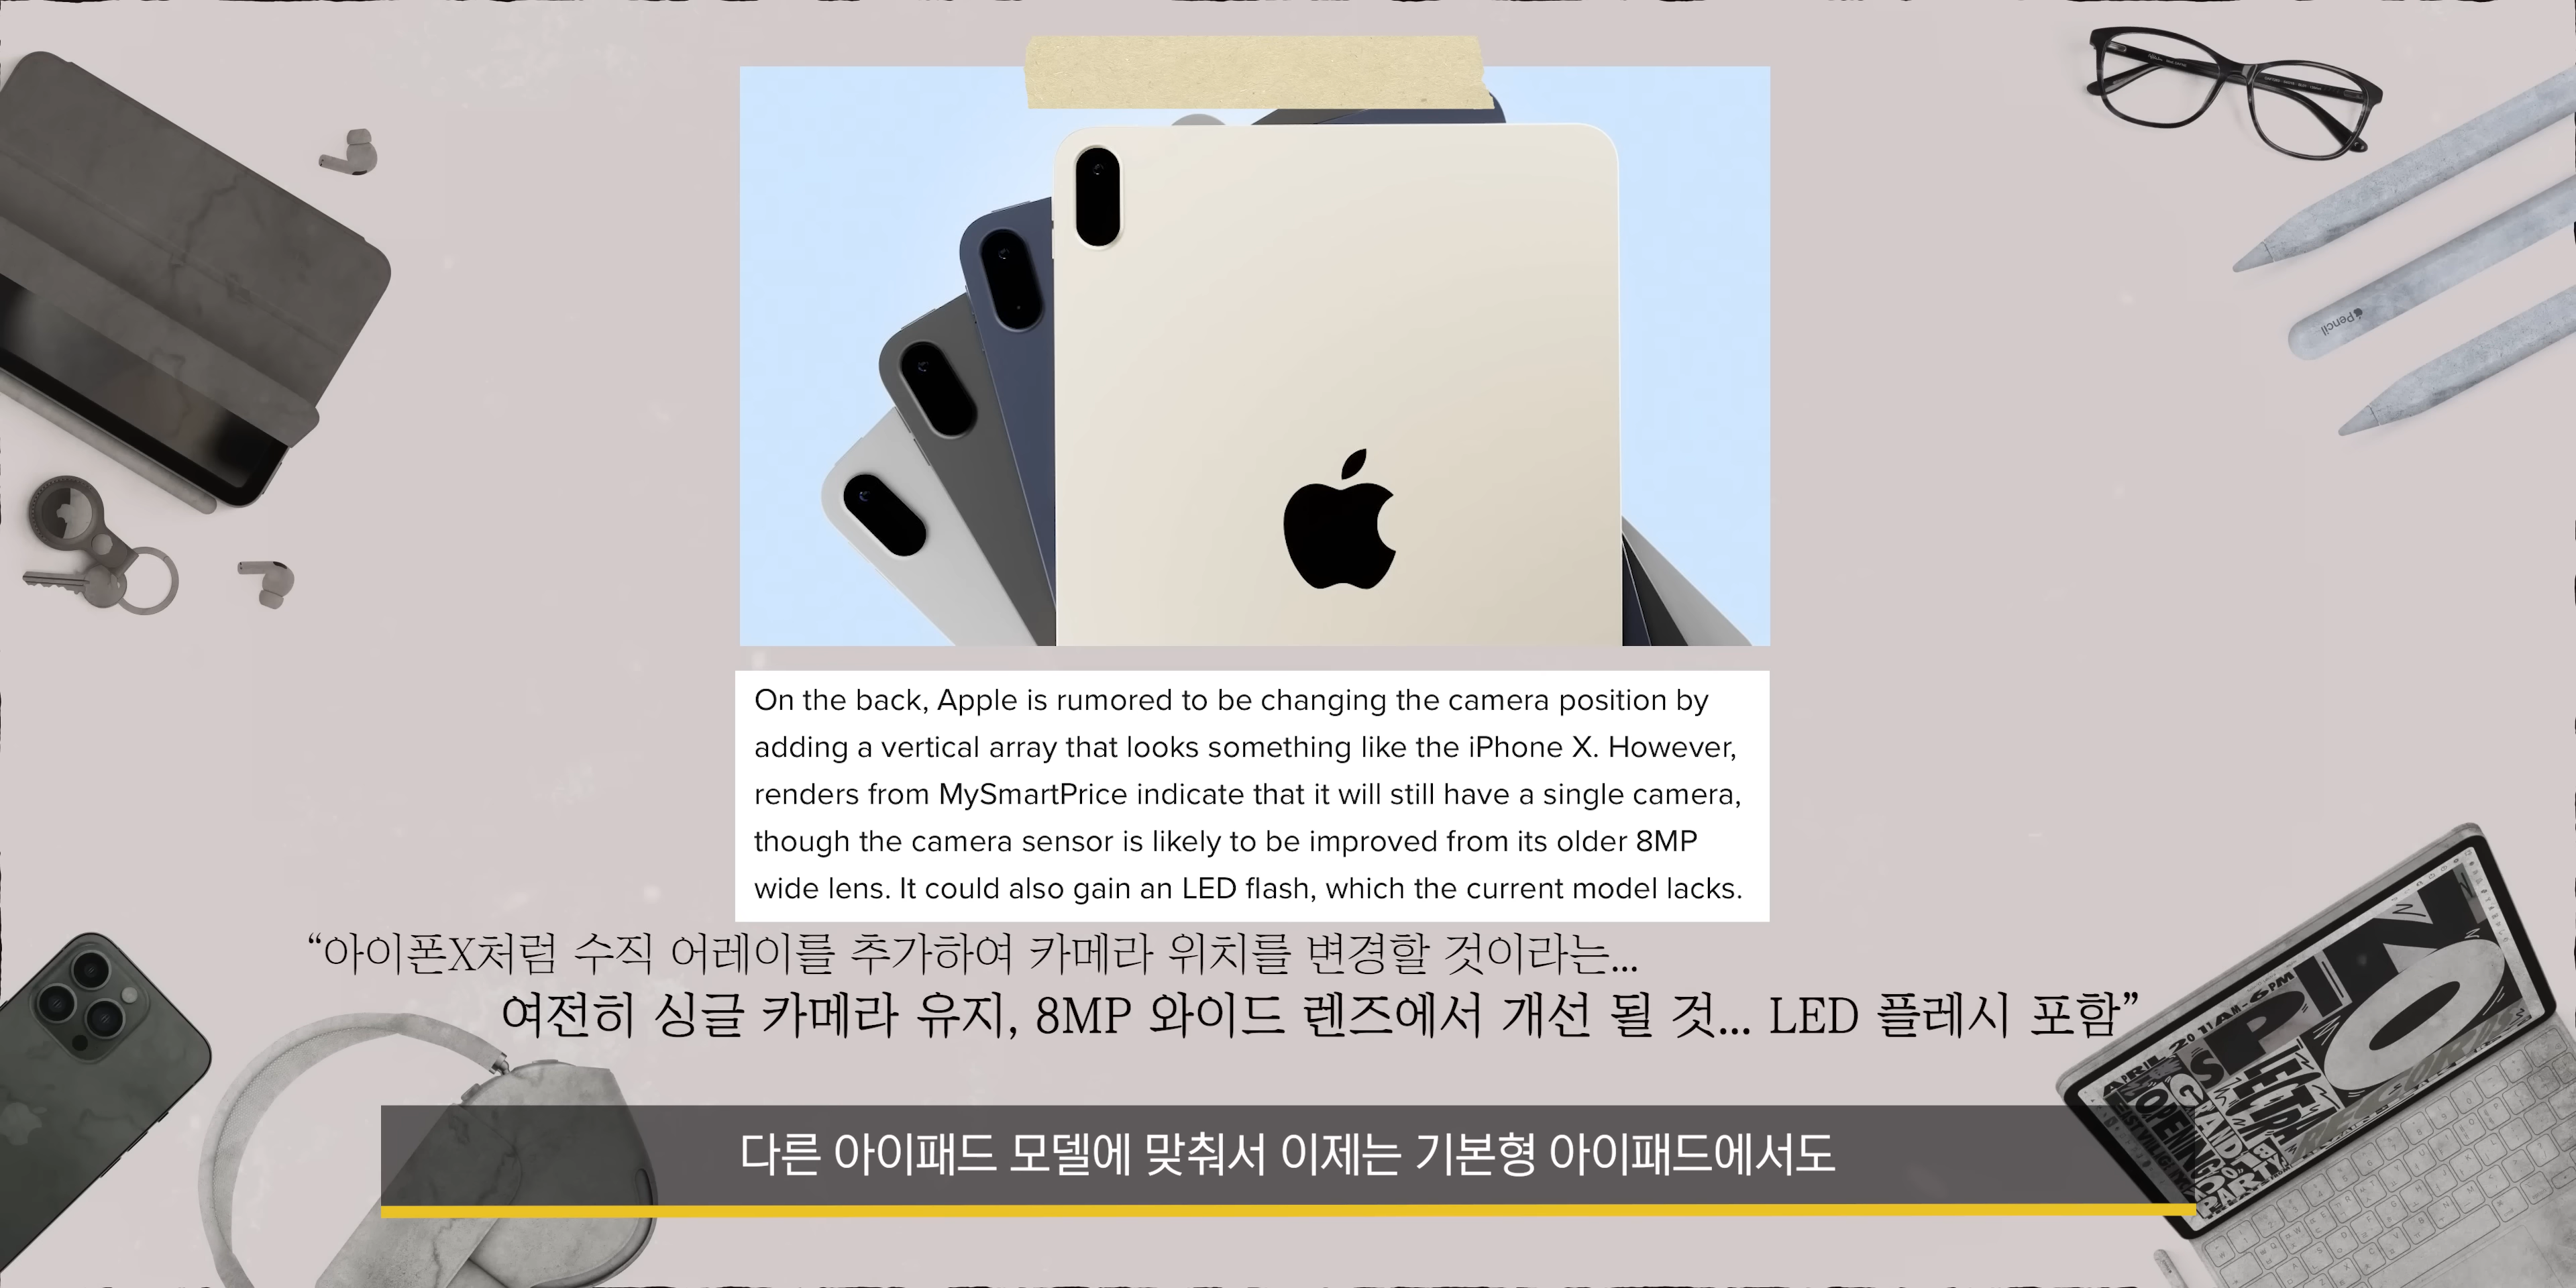 On the back, Apple is rumored to be changing the camera position by
adding a vertical array that looks something like the iPhone X. However,
renders from MySmartPrice indicate that it will still have a single camera,
though the camera sensor is likely to be improved from its older 8MP
wide lens. It could also gain an LED flash, which the current model lacks.
“아이폰X처럼 수직 어레이를 추가하여 카메라 위치를 변경할 것이라는...
여전히 싱글 카메라 유지, 8MP 와이드 렌즈에서 개선 될 것... LED 플레시 포함”
다른 아이패드 모델에 맞춰서 이제는 기본형 아이패드에서도
Pencil